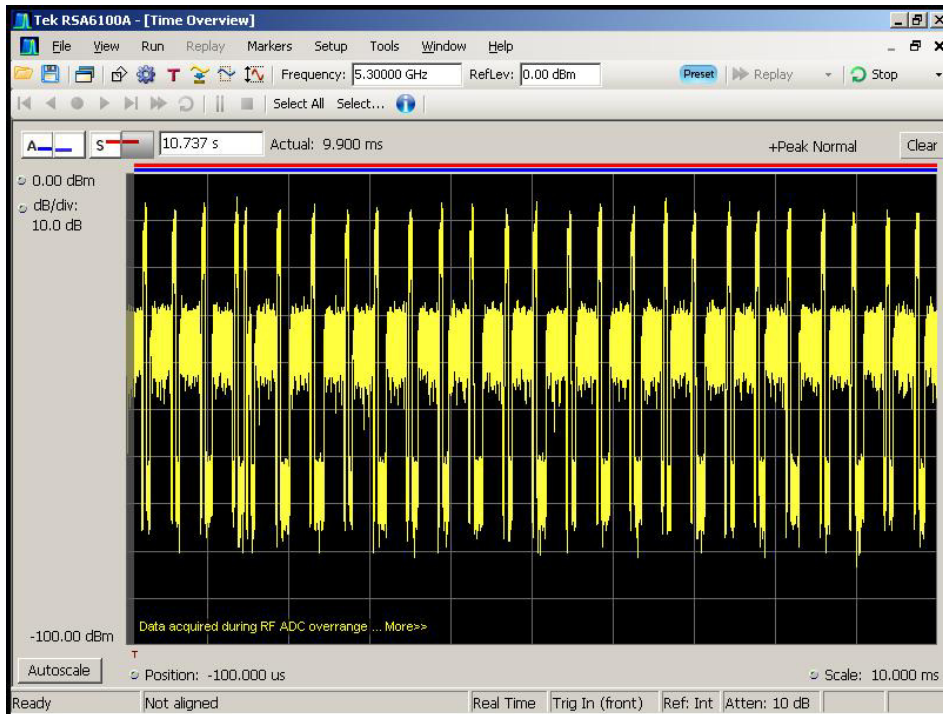 Tek RSA6100A - [Time Overview]
File View Run Replay Markers Setup Tools Window Help
T Frequency: 5.30000 GHz RefLev: 0.00 dBm Preset Replay Stop
Select All Select...
A 10.737 s Actual: 9.900 ms +Peak Normal Clear
S
0.00 dBm
dB/div:
10.0 dB
Data acquired during RF ADC overrange ... More>>
-100.00 dBm
T
Autoscale Position: -100.000 us Scale: 10.000 ms
Ready Not aligned Real Time Trig In (front) Ref: Int Atten: 10 dB